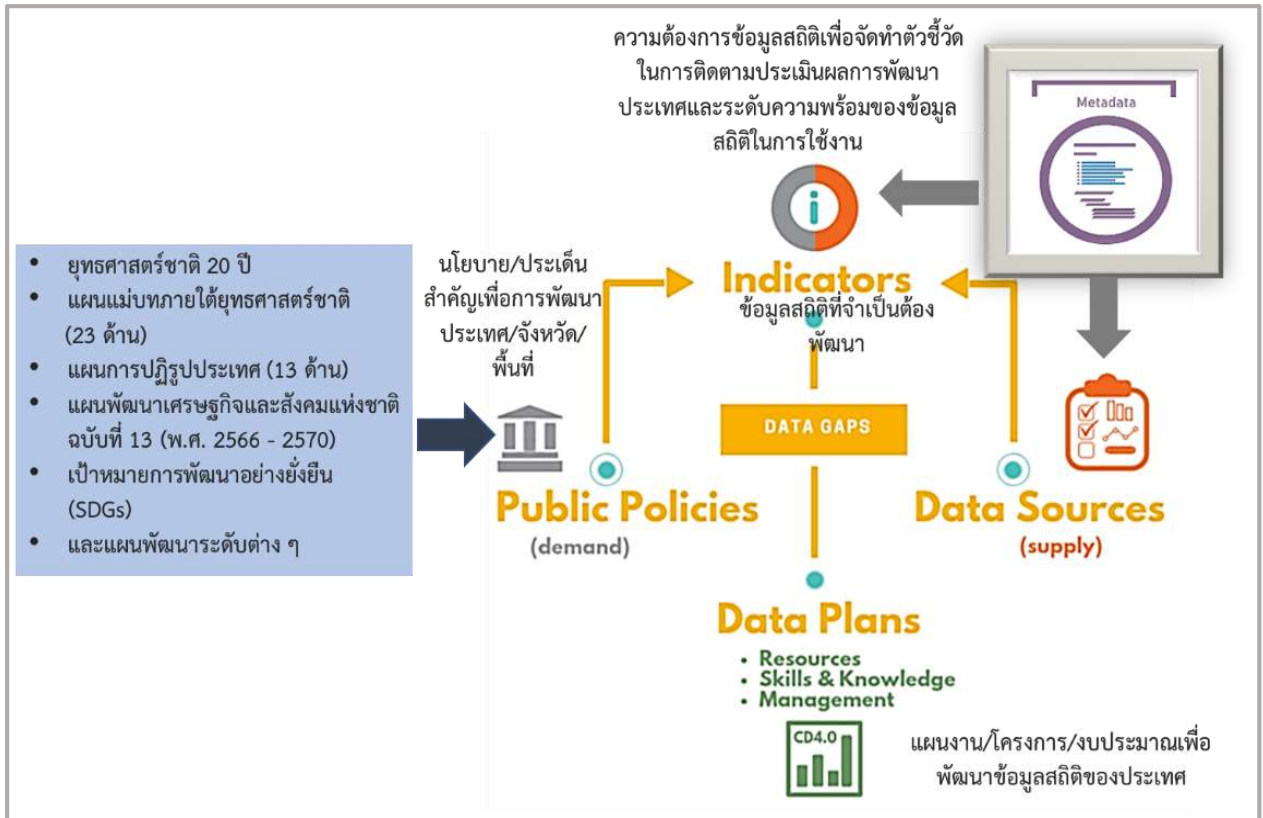 ความต้องการข้อมูลสถิติเพื่อจัดทำตัวชี้วัด
ในการติดตามประเมินผลการพัฒนา
ประเทศและระดับความพร้อมของข้อมูล
สถิติในการใช้งาน
Metadata
• ยุทธศาสตร์ชาติ 20 ปี
• แผนแม่บทภายใต้ยุทธศาสตร์ชาติ
(23 ด้าน)
• แผนการปฏิรูปประเทศ (13 ด้าน)
• แผนพัฒนาเศรษฐกิจและสังคมแห่งชาติ
ฉบับที่ 13 (พ.ศ. 2566 - 2570)
• เป้าหมายการพัฒนาอย่างยั่งยืน
(SDGs)
• และแผนพัฒนาระดับต่าง ๆ
นโยบาย/ประเด็น
สำคัญเพื่อการพัฒนา
ประเทศ/จังหวัด/
พื้นที่
i
Indicators
ข้อมูลสถิติที่จำเป็นต้อง
พัฒนา
DATA GAPS
Public Policies
(demand)
Data Sources
(supply)
Data Plans
• Resources
• Skills & Knowledge
• Management
CD4.0
แผนงาน/โครงการ/งบประมาณเพื่อ
พัฒนาข้อมูลสถิติของประเทศ